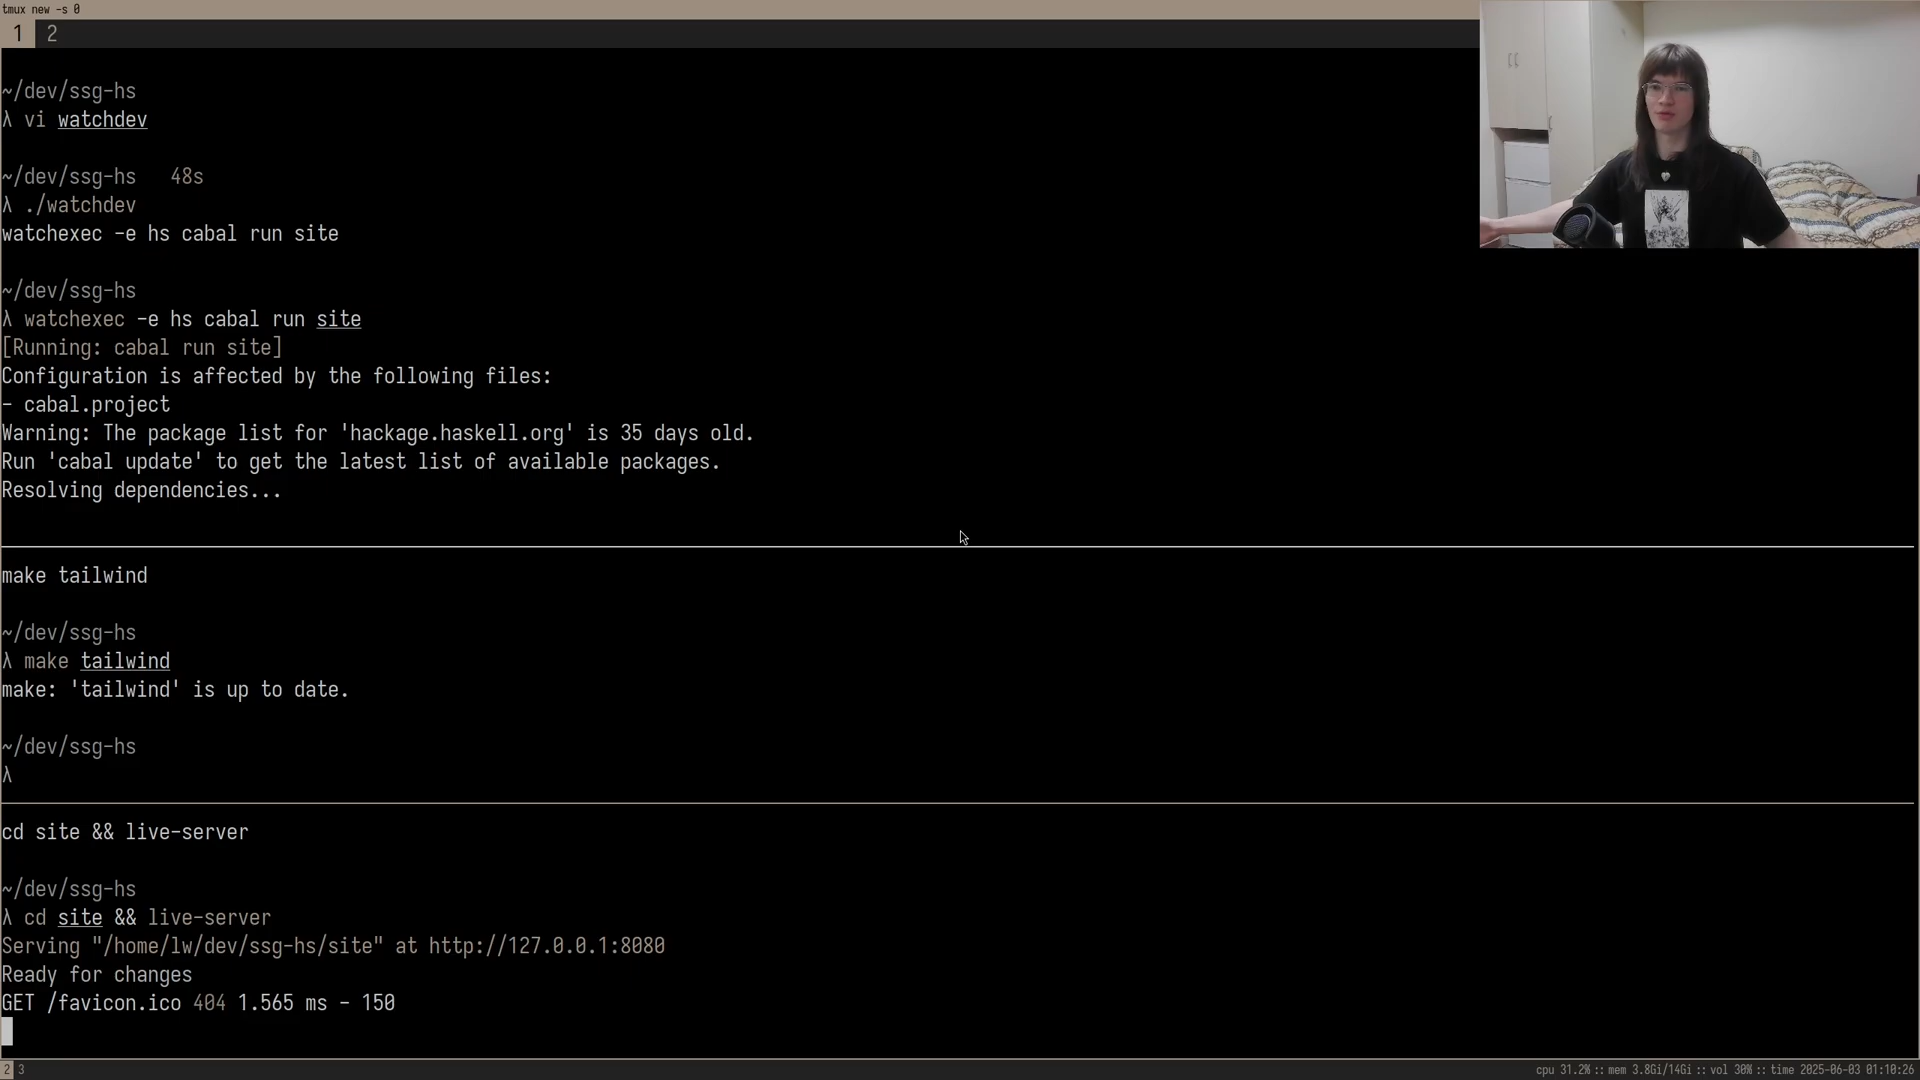 tmux new -s 0
1 2
~/dev/ssg-hs
λ vi watchdev
~/dev/ssg-hs 48s
λ ./watchdev
watchexec -e hs cabal run site
~/dev/ssg-hs
λ watchexec -e hs cabal run site
[Running: cabal run site]
Configuration is affected by the following files:
- cabal.project
Warning: The package list for 'hackage.haskell.org' is 35 days old.
Run 'cabal update' to get the latest list of available packages.
Resolving dependencies...
make tailwind
~/dev/ssg-hs
λ make tailwind
make: 'tailwind' is up to date.
~/dev/ssg-hs
λ
cd site && live-server
~/dev/ssg-hs
λ cd site && live-server
Serving "/home/lw/dev/ssg-hs/site" at http://127.0.0.1:8080
Ready for changes
GET /favicon.ico 404 1.565 ms - 150
2 3
cpu 31.2% :: mem 3.8Gi/14Gi :: vol 30% :: time 2025-06-03 01:10:26